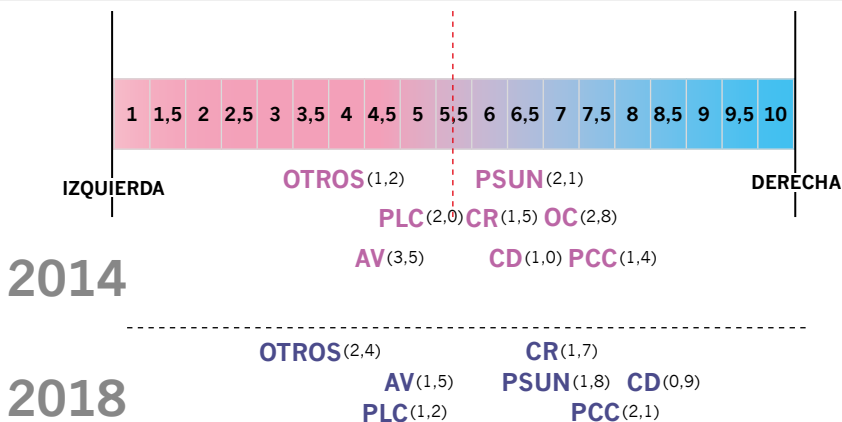 1 1,5 2 2,5 3 3,5 4 4,5 5 5,5 6 6,5 7 7,5 8 8,5 9 9,5 10
IZQUIERDA
DERECHA
2014
OTROS (1,2) PSUN (2,1)
PLC (2,0) CR (1,5) OC (2,8)
AV (3,5) CD (1,0) PCC (1,4)
2018
OTROS (2,4) CR (1,7)
AV (1,5) PSUN (1,8) CD (0,9)
PLC (1,2) PCC (2,1)